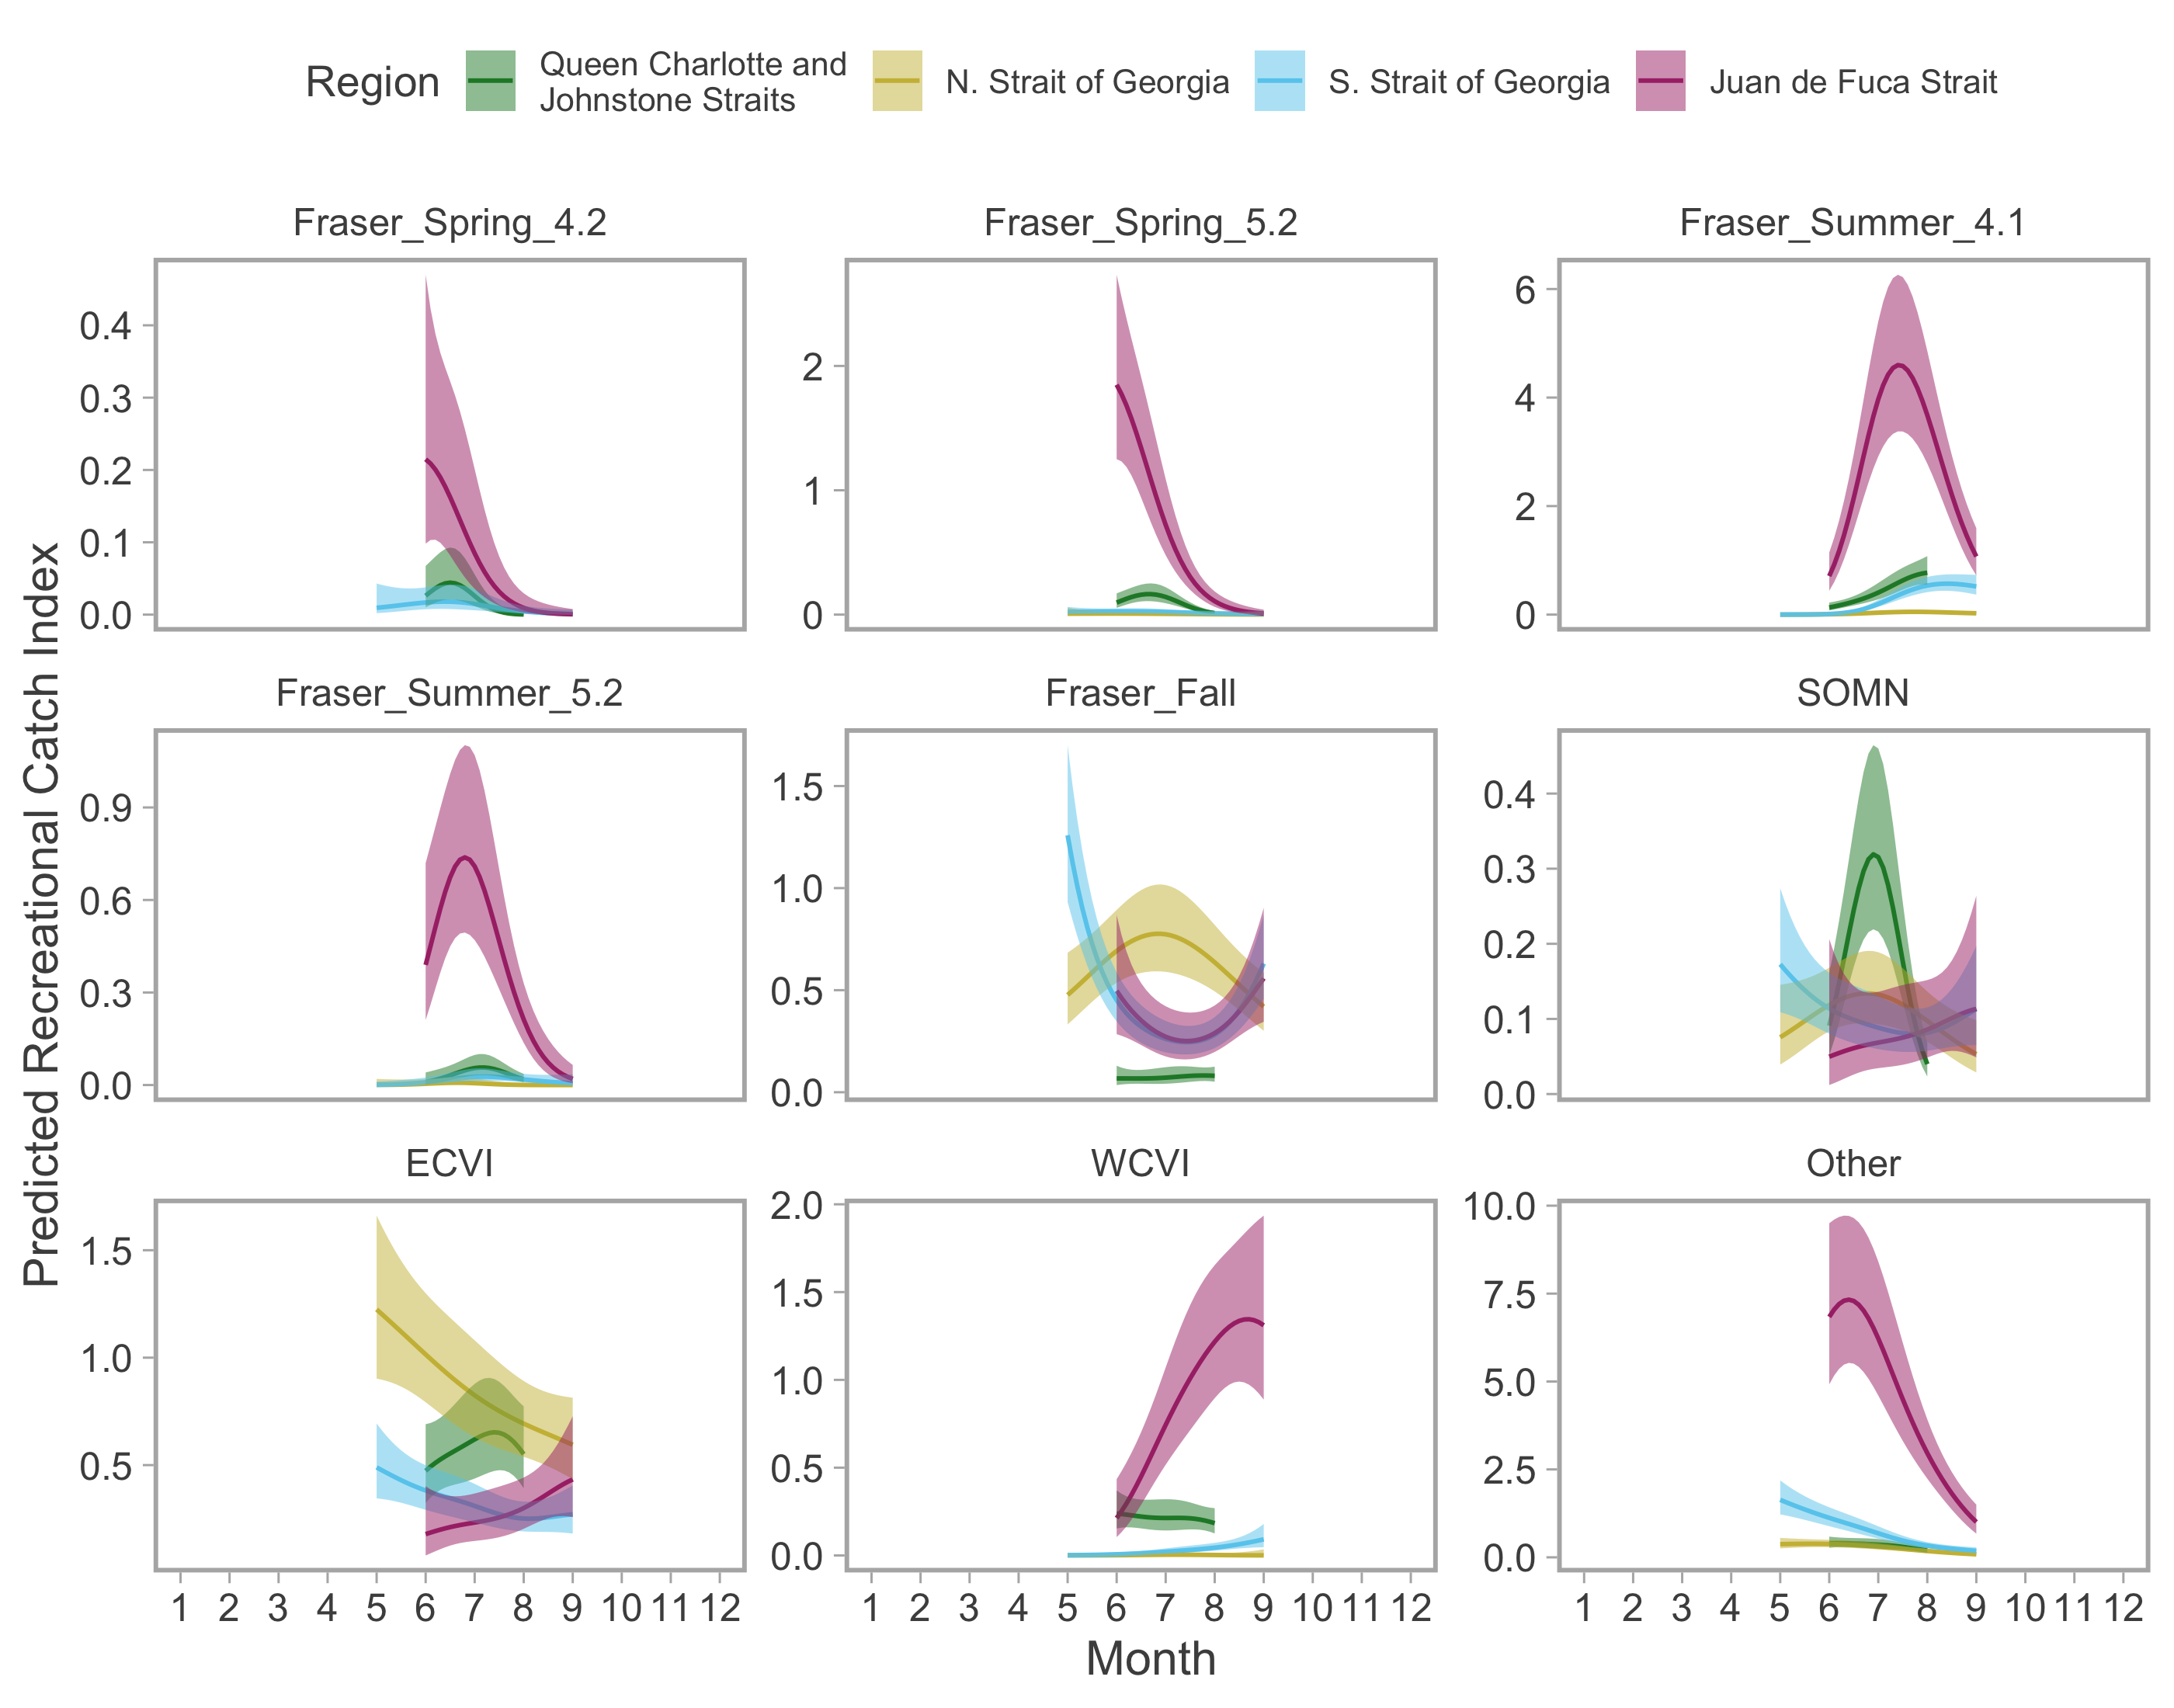 Region
Queen Charlotte and
Johnstone Straits
N. Strait of Georgia
S. Strait of Georgia
Juan de Fuca Strait
Predicted Recreational Catch Index
Fraser_Spring_4.2
0.4
0.3
0.2
0.1
0.0
Fraser_Spring_5.2
2
1
0
Fraser_Summer_4.1
6
4
2
0
Fraser_Summer_5.2
0.9
0.6
0.3
0.0
Fraser_Fall
1.5
1.0
0.5
0.0
SOMN
0.4
0.3
0.2
0.1
0.0
ECVI
1.5
1.0
0.5
1 2 3 4 5 6 7 8 9 10 11 12
WCVI
2.0
1.5
1.0
0.5
0.0
1 2 3 4 5 6 7 8 9 10 11 12
Other
10.0
7.5
5.0
2.5
0.0
1 2 3 4 5 6 7 8 9 10 11 12
Month